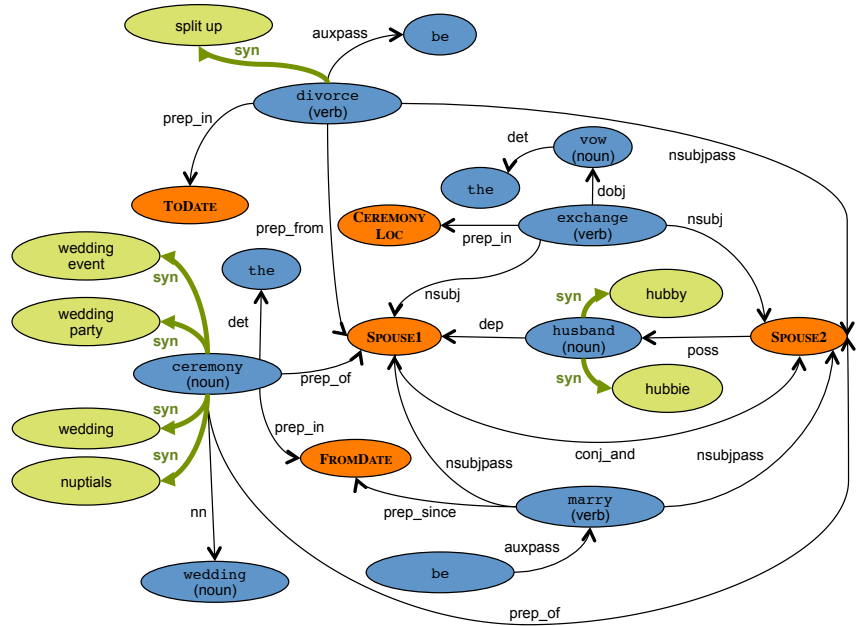 split up
syn
auxpass
be
divorce
(verb)
prep_in
nsubjpass
vow
(noun)
det
the
dobj
TODATE
prep_from
CEREMONY
LOC
exchange
(verb)
prep_in
nsubj
wedding
event
syn
the
nsubj
syn
hubby
wedding
party
det
syn
SPOUSE1
dep
husband
(noun)
poss
SPOUSE2
ceremony
(noun)
prep_of
syn
hubbie
syn
wedding
prep_in
syn
conj_and
FROMDATE
nsubjpass
nsubjpass
nuptials
marry
(verb)
prep_since
nn
auxpass
wedding
(noun)
be
prep_of